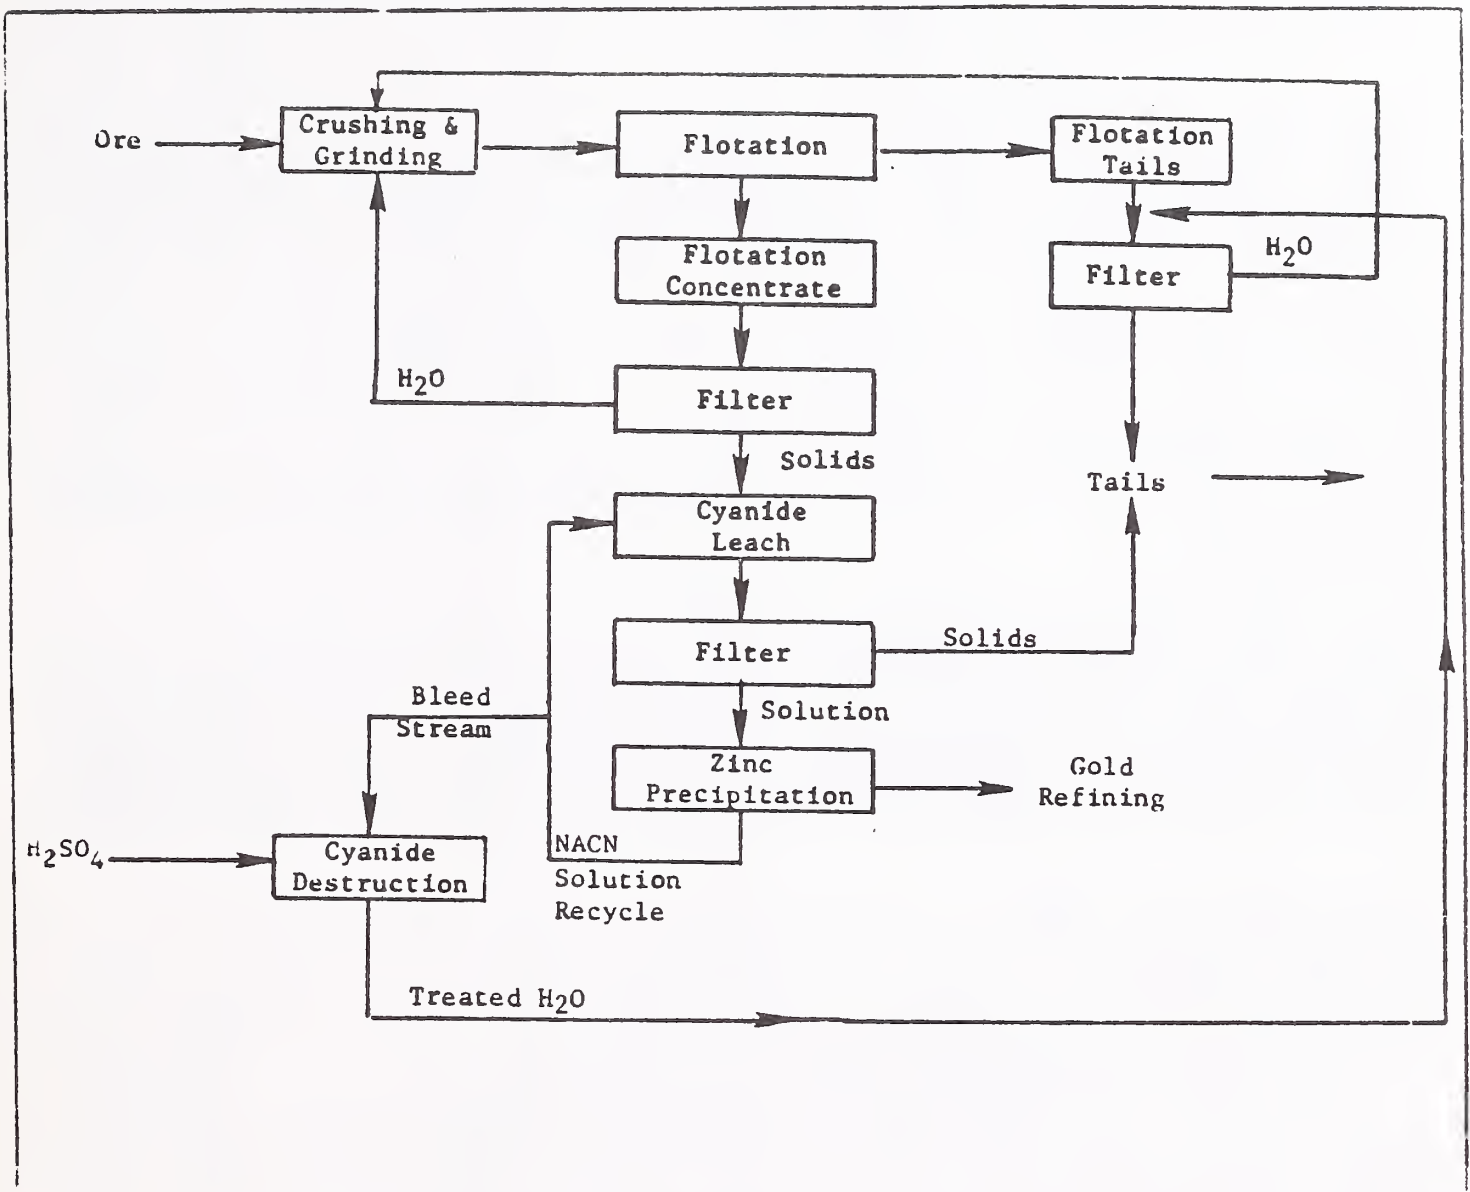 Ore
Crushing &
Grinding
Flotation
Flotation
Tails
Flotation
Concentrate
Filter
H₂O
H₂O
Filter
Solids
Tails
Cyanide
Leach
Filter
Solids
Bleed
Stream
Solution
Zinc
Precipitation
Gold
Refining
H₂SO₄
Cyanide
Destruction
NACN
Solution
Recycle
Treated H₂O